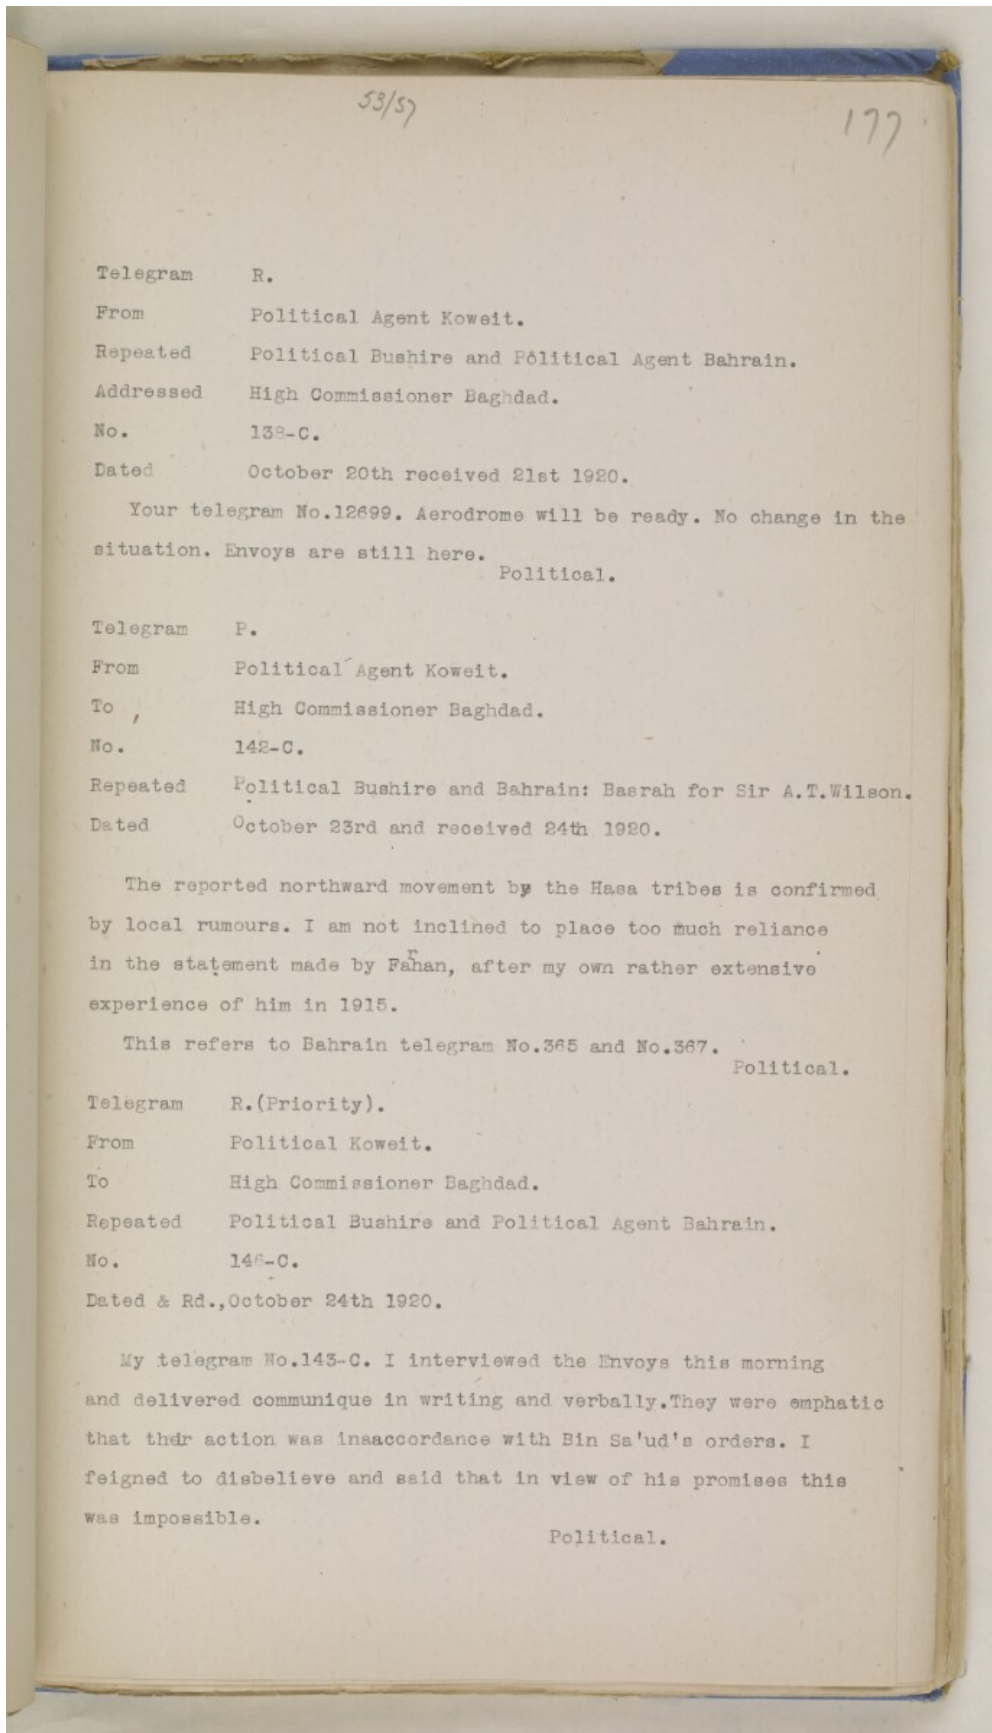 53/57
177
Telegram R.
From Political Agent Koweit.
Repeated Political Bushire and Political Agent Bahrain.
Addressed High Commissioner Baghdad.
No. 138-C.
Dated October 20th received 21st 1920.
Your telegram No.12699. Aerodrome will be ready. No change in the
situation. Envoys are still here.
Political.
Telegram P.
From Political Agent Koweit.
To , High Commissioner Baghdad.
No. 142-C.
Repeated Political Bushire and Bahrain: Basrah for Sir A.T.Wilson.
Dated October 23rd and received 24th 1920.
The reported northward movement by the Hasa tribes is confirmed
by local rumours. I am not inclined to place too much reliance
in the statement made by Farhan, after my own rather extensive
experience of him in 1915.
This refers to Bahrain telegram No.365 and No.367.
Political.
Telegram R.(Priority).
From Political Koweit.
To High Commissioner Baghdad.
Repeated Political Bushire and Political Agent Bahrain.
No. 146-C.
Dated & Rd.,October 24th 1920.
My telegram No.143-C. I interviewed the Envoys this morning
and delivered communique in writing and verbally.They were emphatic
that their action was inaaccordance with Bin Sa'ud's orders. I
feigned to disbelieve and said that in view of his promises this
was impossible.
Political.